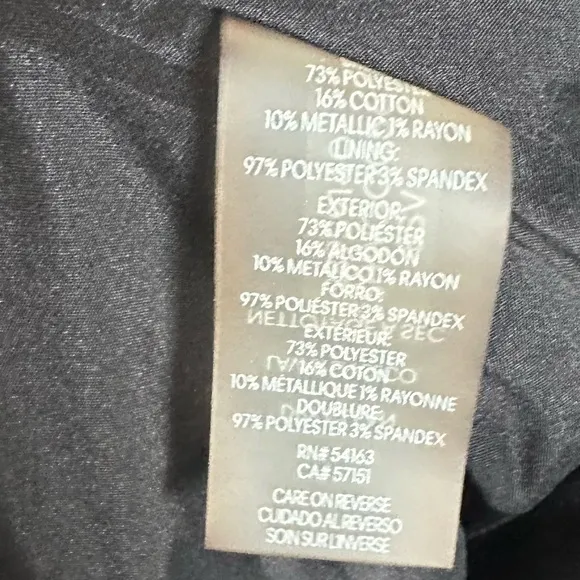 73% POLYESTER
16% COTTON
10% METALLIC 1% RAYON
LINING:
97% POLYESTER 3% SPANDEX
EXTERIOR:
73% POLIÉSTER
16% ALGODÓN
10% METÁLICO 1% RAYON
FORRO:
97% POLIÉSTER 3% SPANDEX
EXTÉRIEUR:
73% POLYESTER
16% COTON
10% MÉTALLIQUE 1% RAYONNE
DOUBLURE:
97% POLYESTER 3% SPANDEX
RN# 54163
CA# 57151
CARE ON REVERSE
CUIDADO AL REVERSO
SOIN SUR L'INVERSE
NETTOYAGE A SEC